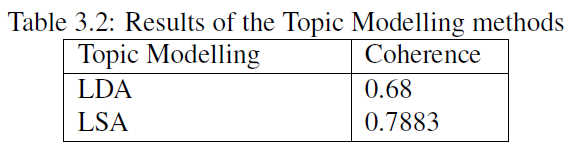 Table 3.2: Results of the Topic Modelling methods
Topic Modelling Coherence
LDA 0.68
LSA 0.7883